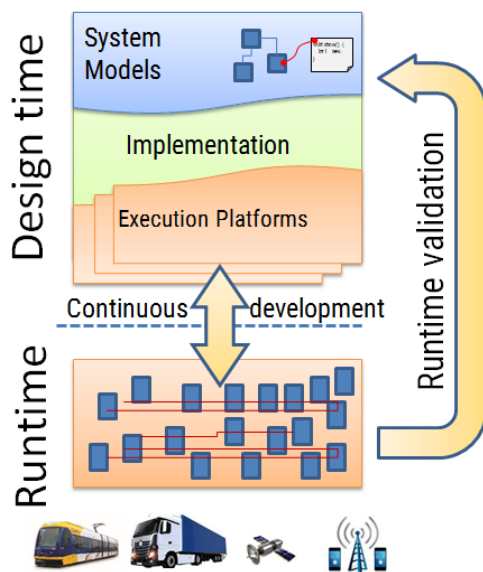 Design time
System
Models
Implementation
Execution Platforms
Continuous development
Runtime validation
Runtime